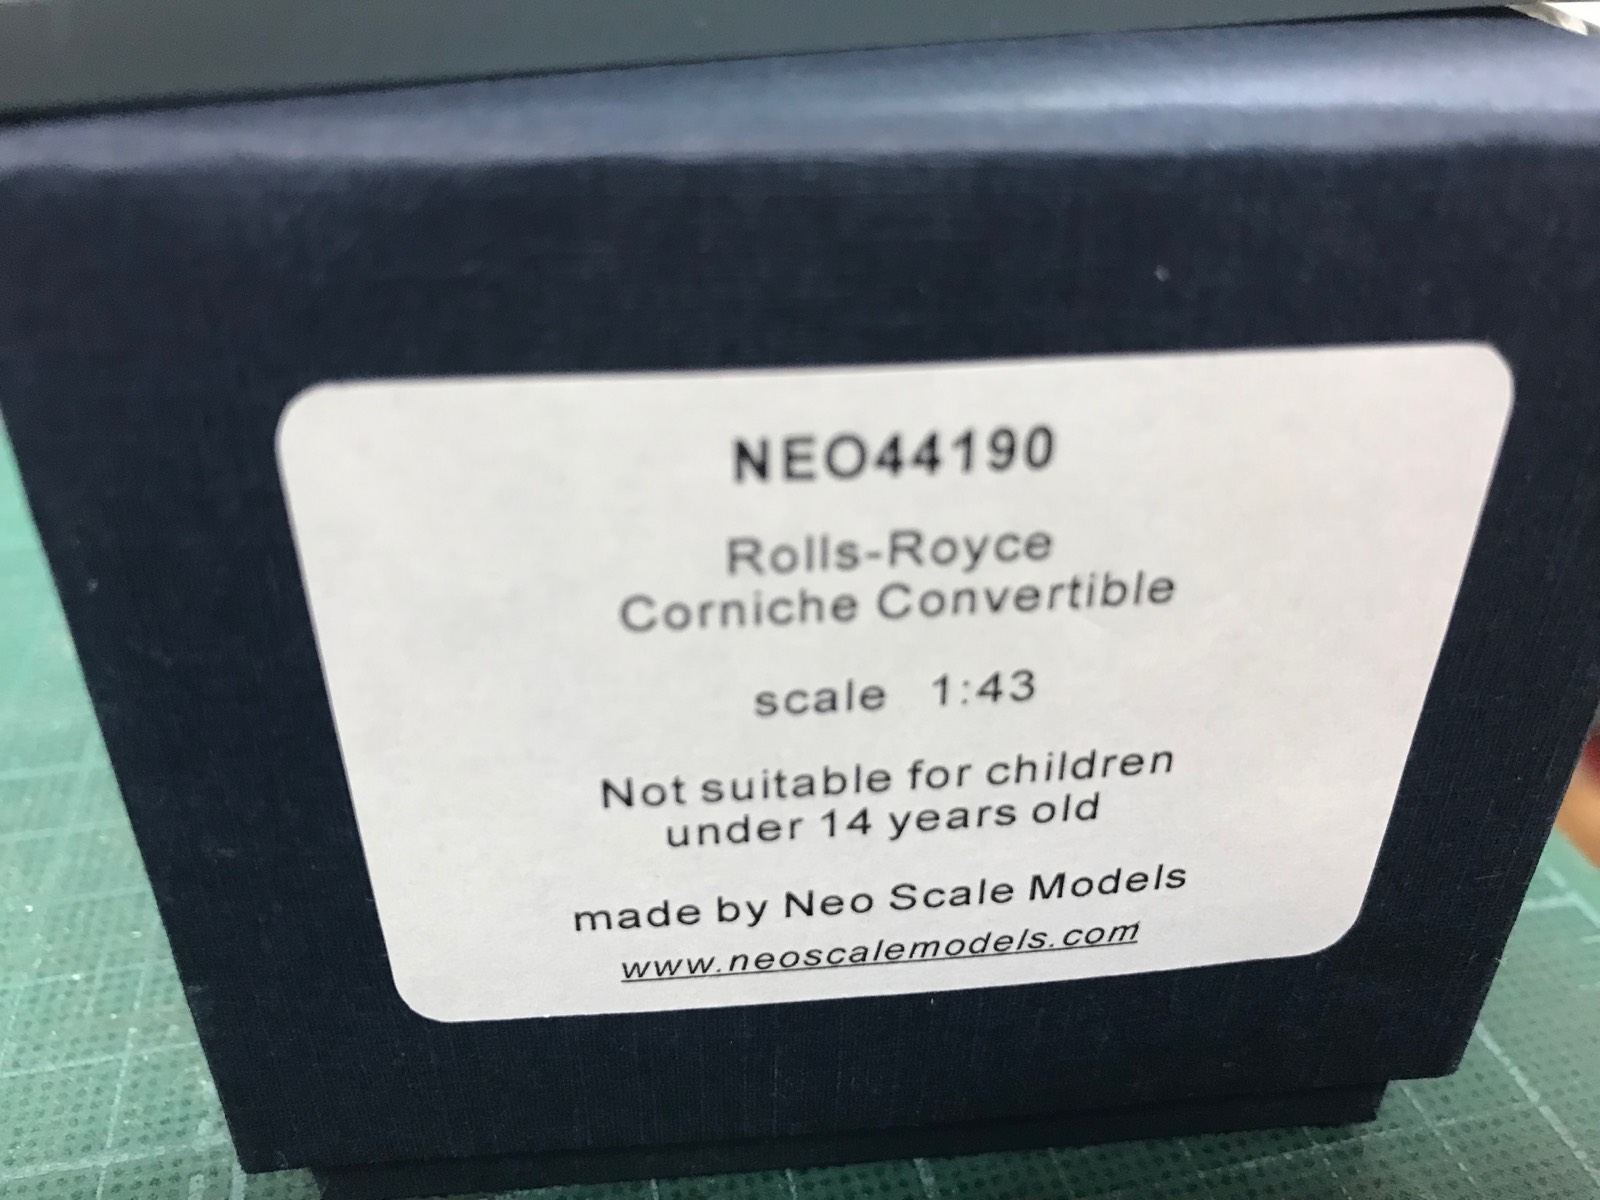 NEO44190
Rolls-Royce
Corniche Convertible
scale 1:43
Not suitable for children
under 14 years old
made by Neo Scale Models
www.neoscalemodels.com